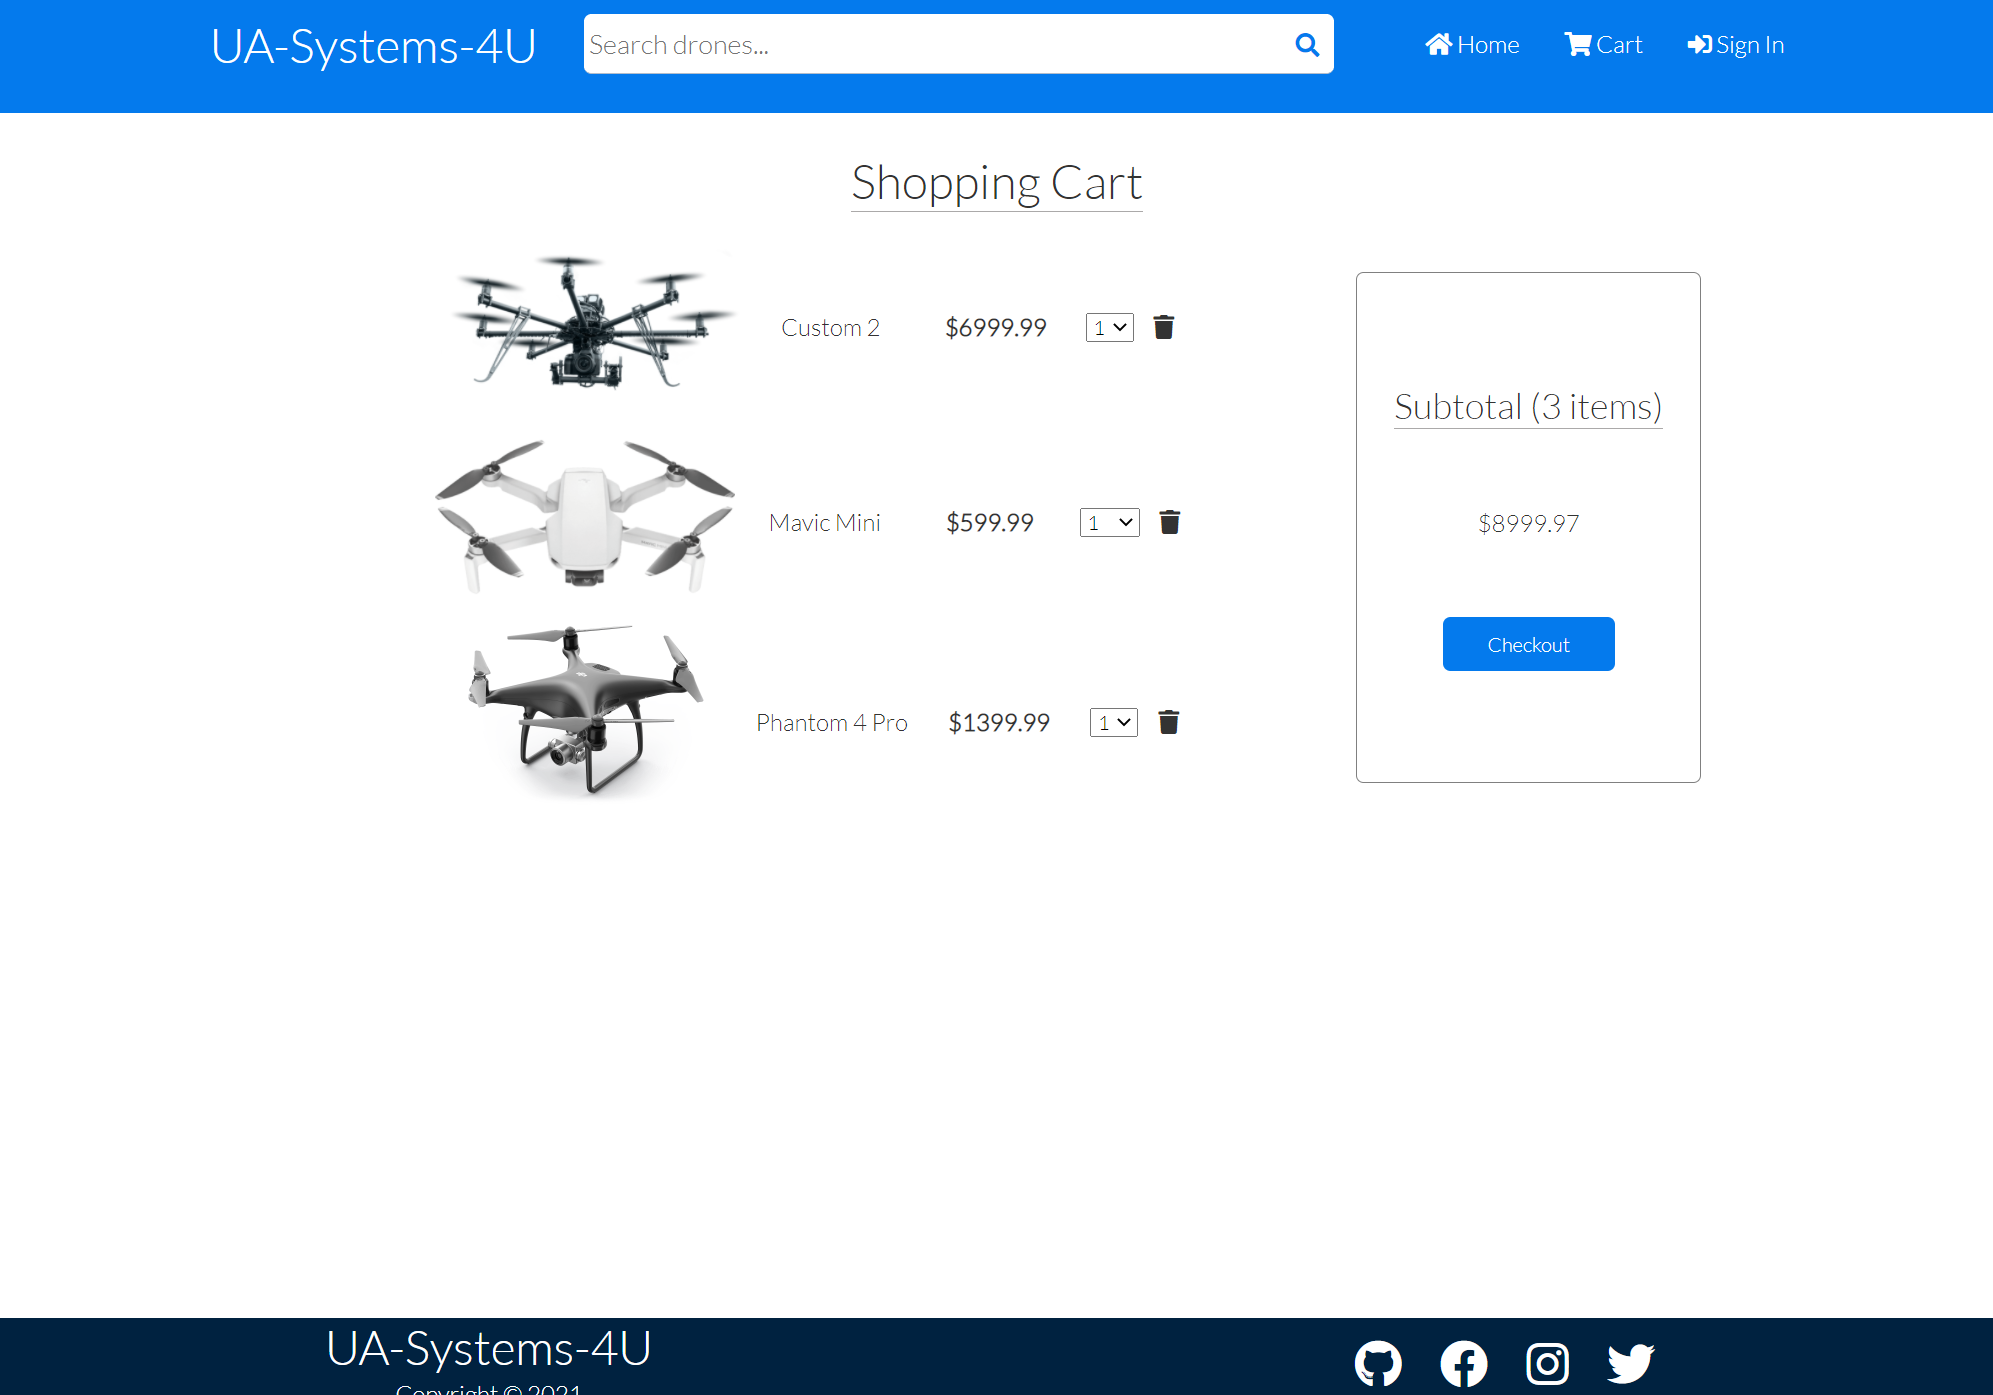 UA-Systems-4U
Search drones...
Home
Cart
Sign In
Shopping Cart
Custom 2 $6999.99 1
Mavic Mini $599.99 1
Phantom 4 Pro $1399.99 1
Subtotal (3 items)
$8999.97
Checkout
UA-Systems-4U
Copyright © 2021